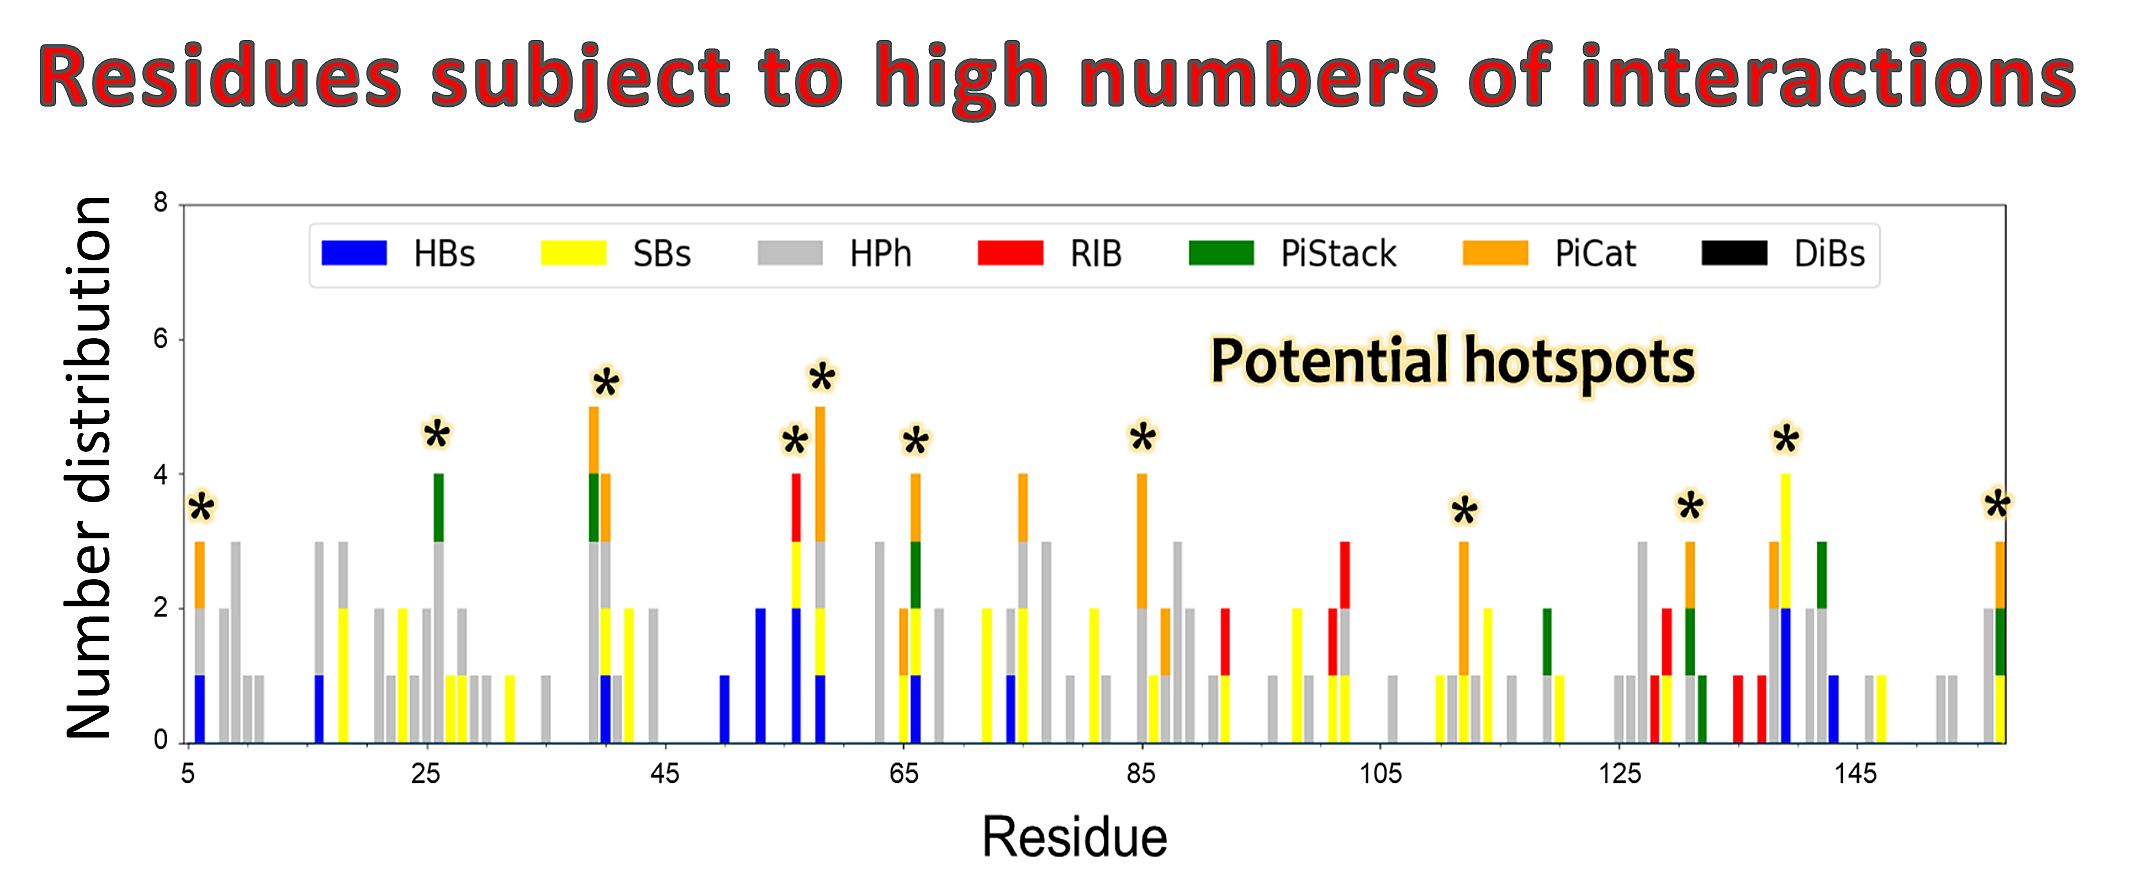 Residues subject to high numbers of interactions
Number distribution
8
6
4
2
0
HBs SBs HPh RIB PiStack PiCat DiBs
Potential hotspots
* * * * * * * * * * *
5 25 45 65 85 105 125 145
Residue